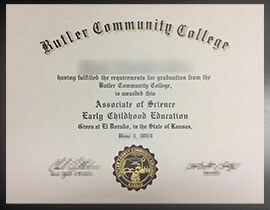 Butler Community College
having fulfilled the requirements for graduation from the
Butler Community College,
is awarded this
Associate of Science
Early Childhood Education
Given at El Dorado, in the State of Kansas,